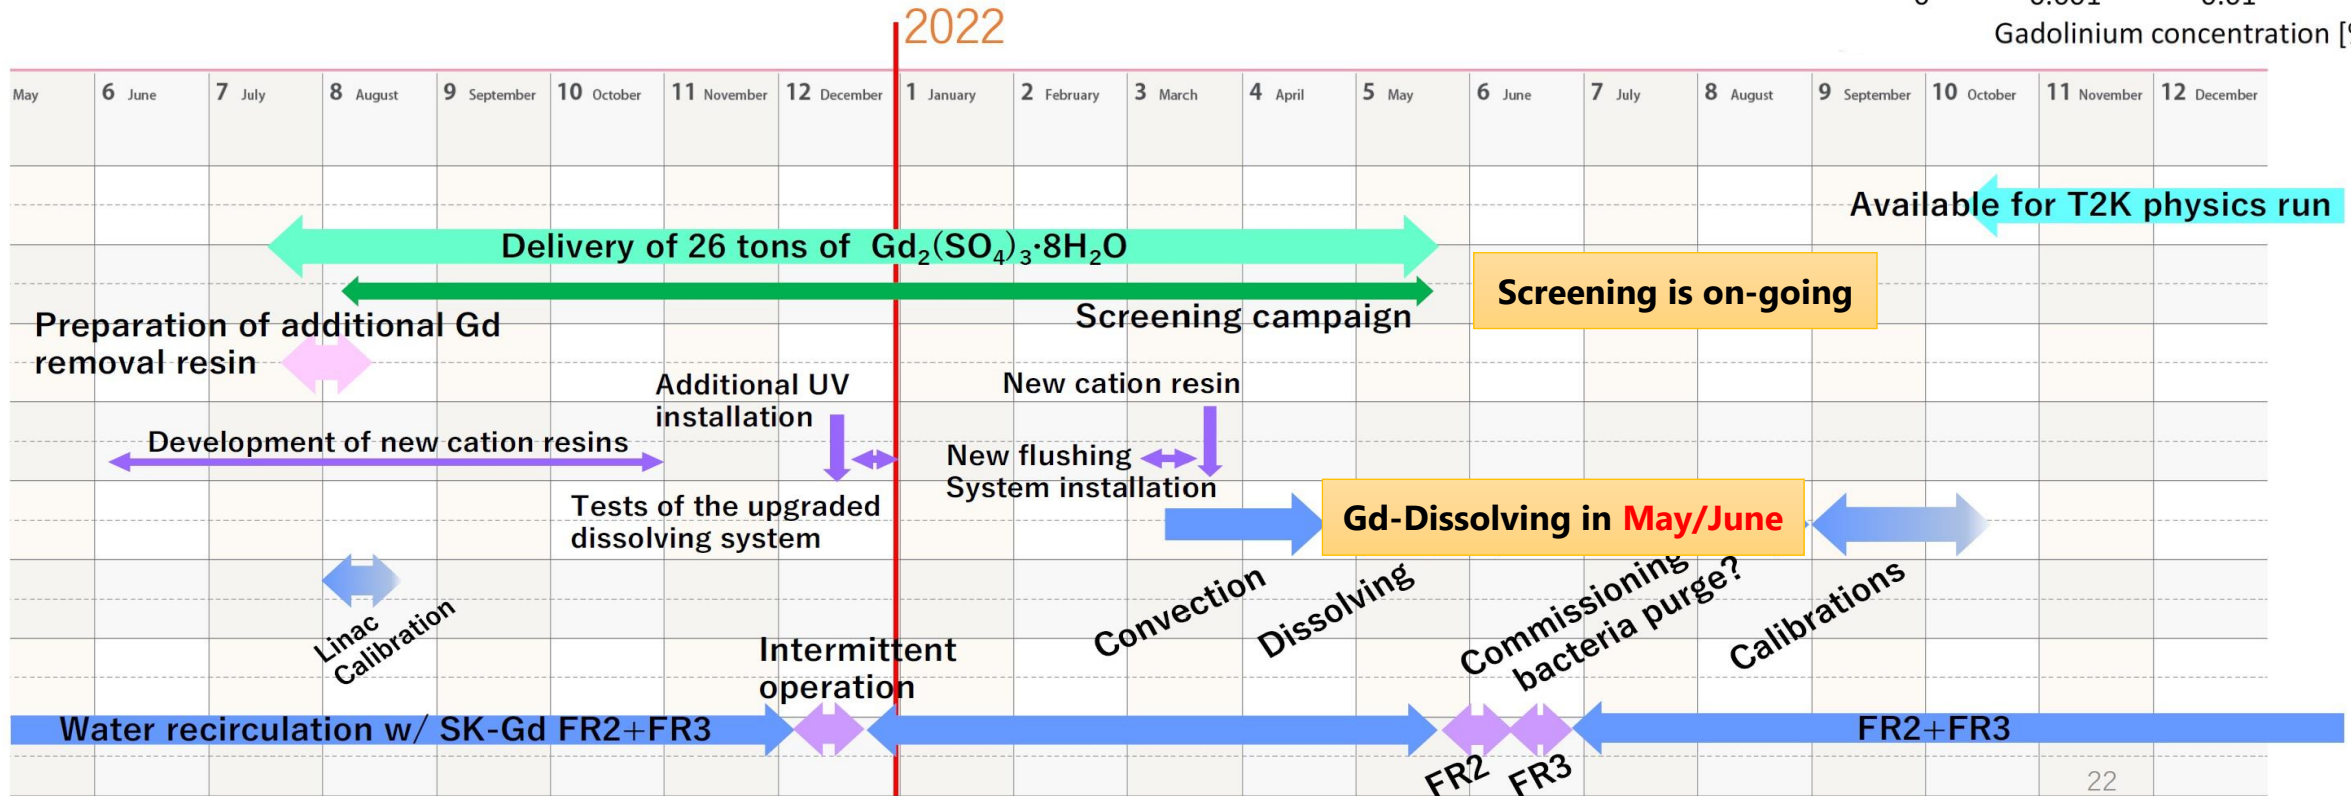 0.001 0.01
Gadolinium concentration [%
2022
May 6 June 7 July 8 August 9 September 10 October 11 November 12 December 1 January 2 February 3 March 4 April 5 May 6 June 7 July 8 August 9 September 10 October 11 November 12 December
Available for T2K physics run
Delivery of 26 tons of Gd₂(SO₄)₃·8H₂O
Screening is on-going
Screening campaign
Preparation of additional Gd
removal resin
Additional UV
installation
New cation resin
Development of new cation resins
New flushing
System installation
Tests of the upgraded
dissolving system
Gd-Dissolving in May/June
Linac
Calibration
Convection
Dissolving
Commissioning
bacteria purge?
Calibrations
Intermittent
operation
Water recirculation w/ SK-Gd FR2+FR3
FR2
FR3
FR2+FR3
22